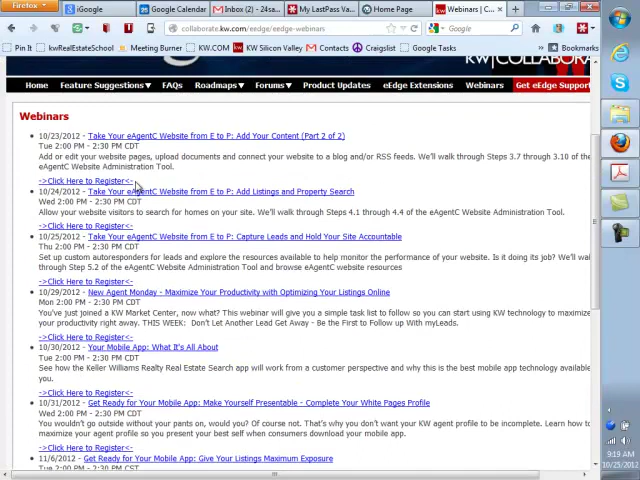 Firefox
iGoogle
Google Calendar
Inbox (2) - 24sa...
My LastPass Va...
Home Page
Webinars | C...
collaborate.kw.com/eedge/eedge-webinars
Google
Pin It
kwRealEstateSchool
Meeting Burner
KW.COM
KW Silicon Valley
Contacts
Craigslist
Google Tasks
Bookmarks
KW|COLLABORA
Home
Feature Suggestions
FAQs
Roadmaps
Forums
Product Updates
eEdge Extensions
Webinars
Get eEdge Support
Webinars
10/23/2012 - Take Your eAgentC Website from E to P: Add Your Content (Part 2 of 2)
Tue 2:00 PM - 2:30 PM CDT
Add or edit your website pages, upload documents and connect your website to a blog and/or RSS feeds. We'll walk through Steps 3.7 through 3.10 of the
eAgentC Website Administration Tool.
->Click Here to Register<-
10/24/2012 - Take Your eAgentC Website from E to P: Add Listings and Property Search
Wed 2:00 PM - 2:30 PM CDT
Allow your website visitors to search for homes on your site. We'll walk through Steps 4.1 through 4.4 of the eAgentC Website Administration Tool.
->Click Here to Register<-
10/25/2012 - Take Your eAgentC Website from E to P: Capture Leads and Hold Your Site Accountable
Thu 2:00 PM - 2:30 PM CDT
Set up custom autoresponders for leads and explore the resources available to help monitor the performance of your website. Is it doing its job? We'll wal
through Step 5.2 of the eAgentC Website Administration Tool and browse eAgentC website resources
->Click Here to Register<-
10/29/2012 - New Agent Monday - Maximize Your Productivity with Optimizing Your Listings Online
Mon 2:00 PM - 2:30 PM CDT
You've just joined a KW Market Center, now what? This webinar will give you a simple task list to follow so you can start using KW technology to maximize
your productivity right away. THIS WEEK: Don't Let Another Lead Get Away - Be the First to Follow up With myLeads.
->Click Here to Register<-
10/30/2012 - Your Mobile App: What It's All About
Tue 2:00 PM - 2:30 PM CDT
See how the Keller Williams Realty Real Estate Search app will work from a customer perspective and why this is the best mobile app technology available
you.
->Click Here to Register<-
10/31/2012 - Get Ready for Your Mobile App: Make Yourself Presentable - Complete Your White Pages Profile
Wed 2:00 PM - 2:30 PM CDT
You wouldn't go outside without your pants on, would you? Of course not. That's why you don't want your KW agent profile to be incomplete. Learn how to
maximize your agent profile so you present your best self when consumers download your mobile app.
->Click Here to Register<-
11/6/2012 - Get Ready for Your Mobile App: Give Your Listings Maximum Exposure
Tue 2:00 PM - 2:30 PM CDT
9:19 AM
10/25/2012